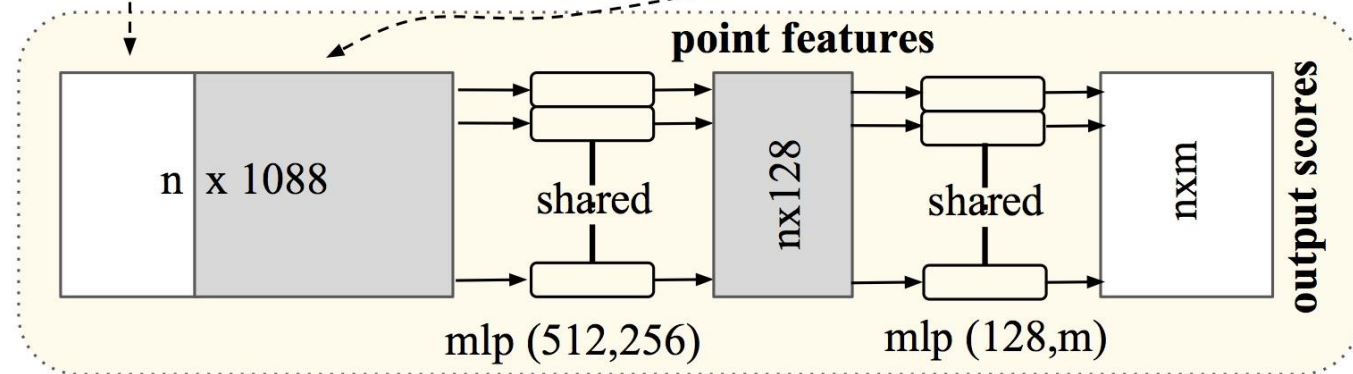 point features
n x 1088
shared
nx128
shared
nxm
output scores
mlp (512,256)
mlp (128,m)